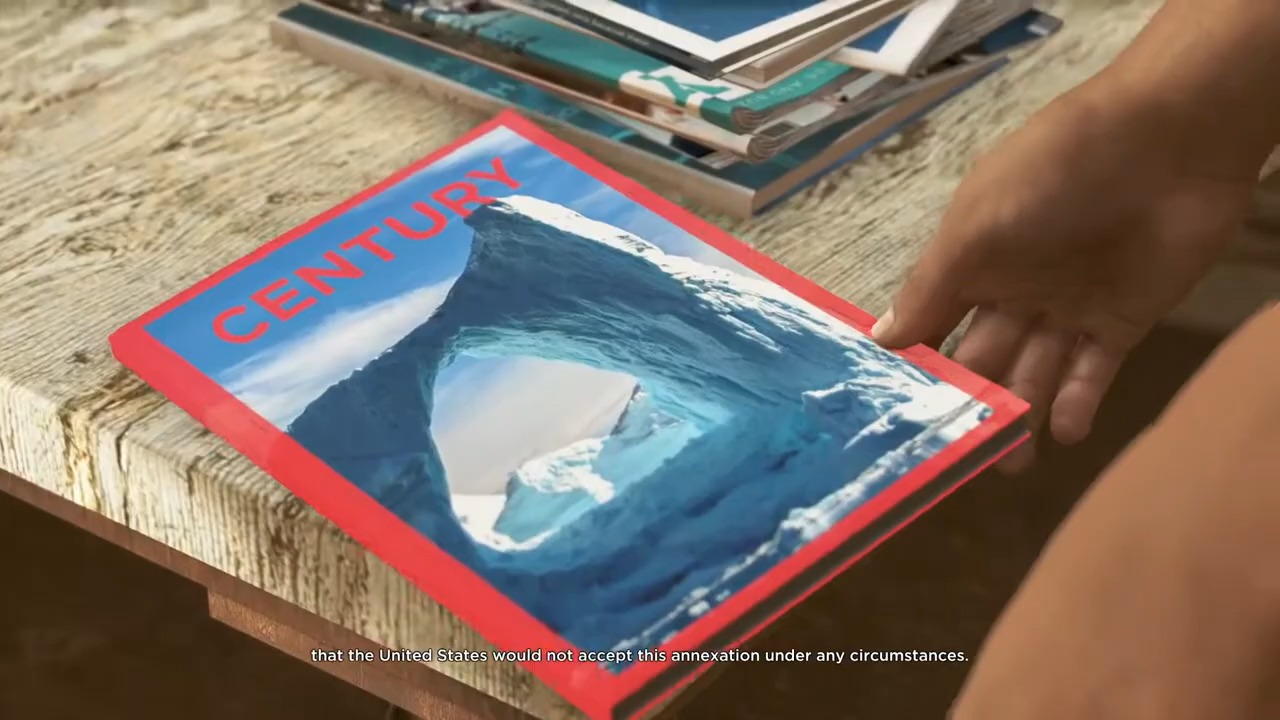 CENTURY
that the United States would not accept this annexation under any circumstances.